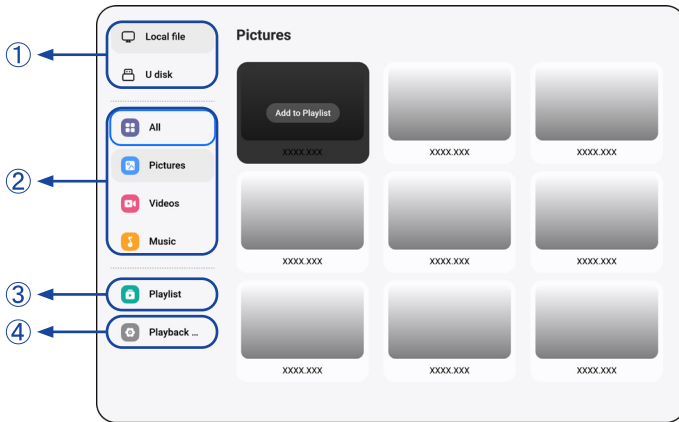 ①
Local file
U disk
②
All
Pictures
Videos
Music
③
Playlist
④
Playback ...
Pictures
Add to Playlist
XXXX.XXX
XXXX.XXX
XXXX.XXX
XXXX.XXX
XXXX.XXX
XXXX.XXX
XXXX.XXX
XXXX.XXX
XXXX.XXX